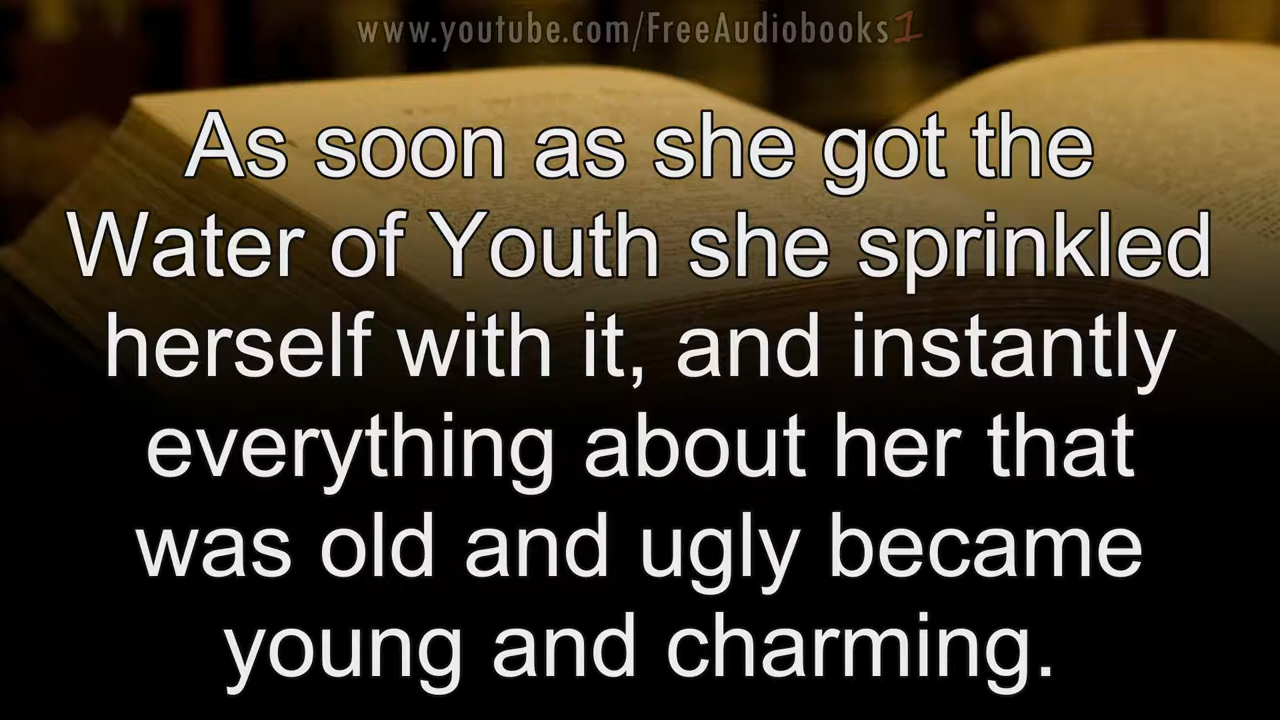 www.youtube.com/FreeAudiobooks1
As soon as she got the
Water of Youth she sprinkled
herself with it, and instantly
everything about her that
was old and ugly became
young and charming.